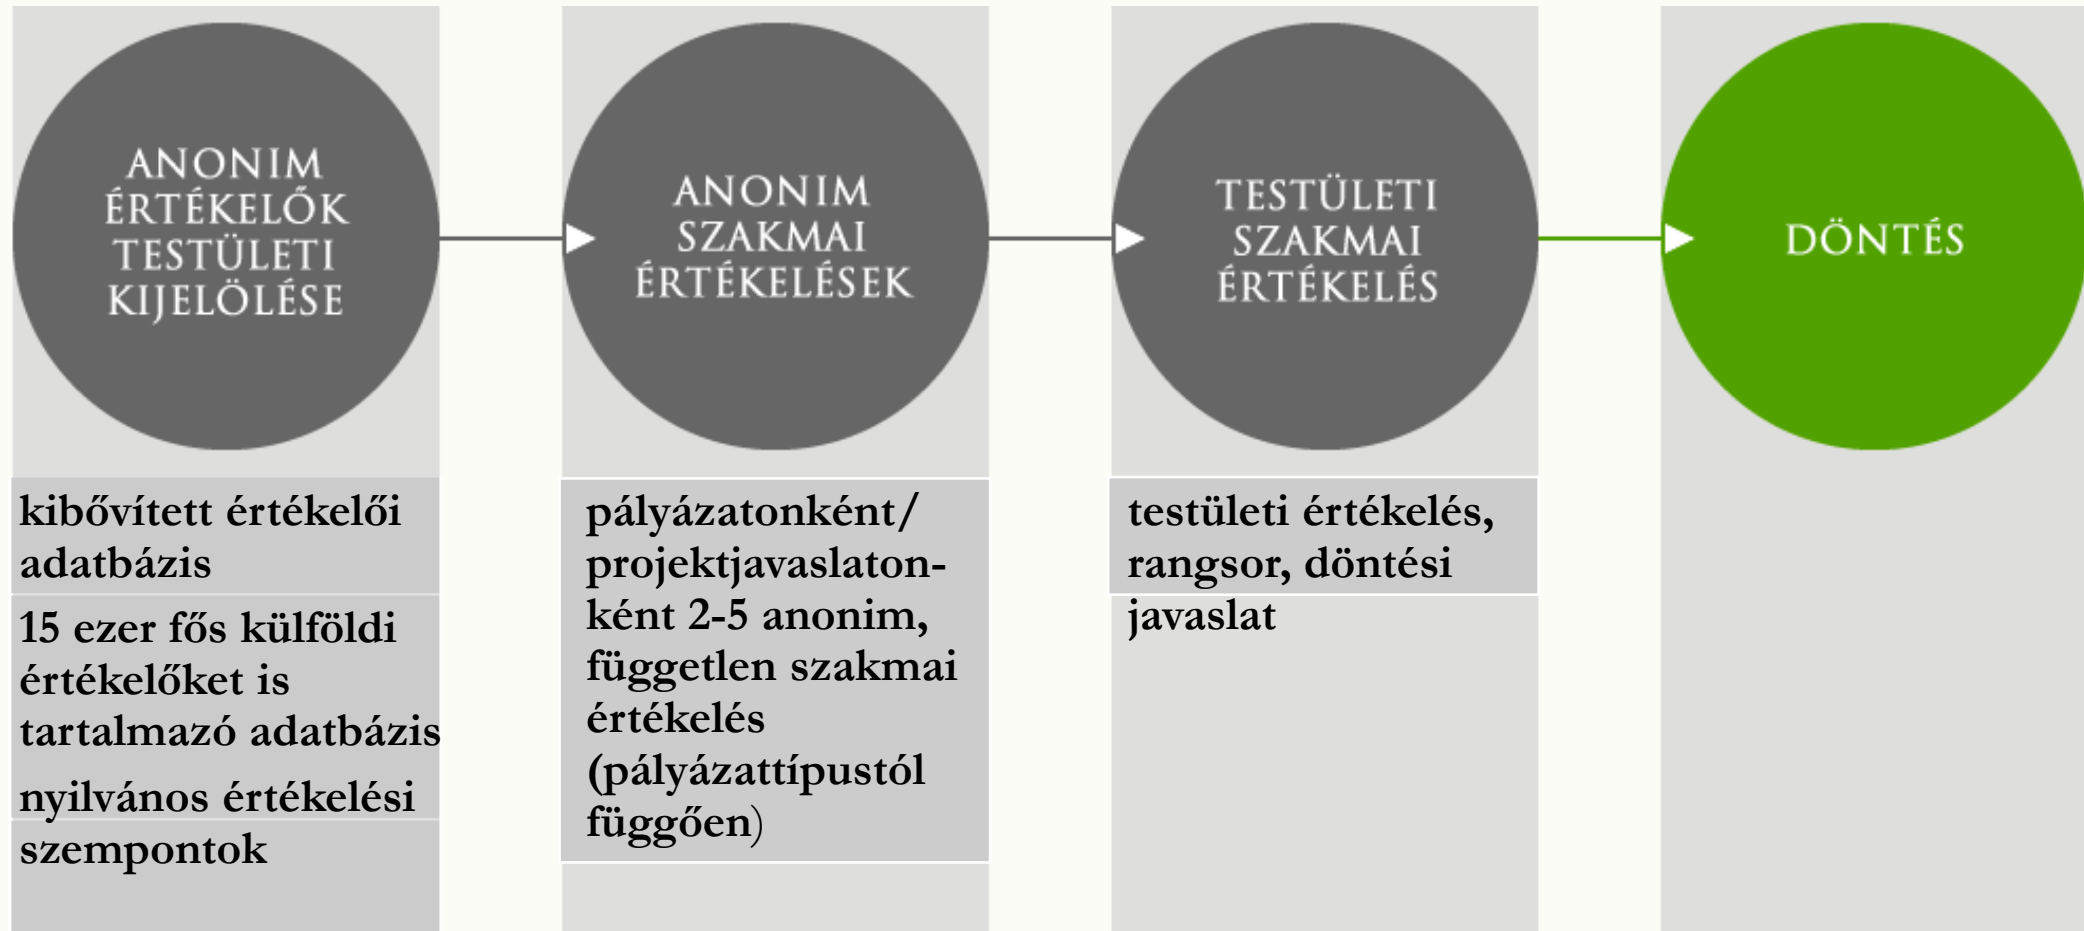 ANONIM
ÉRTÉKELŐK
TESTÜLETI
KIJELÖLÉSE
kibővített értékelői
adatbázis
15 ezer fős külföldi
értékelőket is
tartalmazó adatbázis
nyilvános értékelési
szempontok
ANONIM
SZAKMAI
ÉRTÉKELÉSEK
pályázatonként/
projektjavaslaton-
ként 2-5 anonim,
független szakmai
értékelés
(pályázattípustól
függően)
TESTÜLETI
SZAKMAI
ÉRTÉKELÉS
testületi értékelés,
rangsor, döntési
javaslat
DÖNTÉS